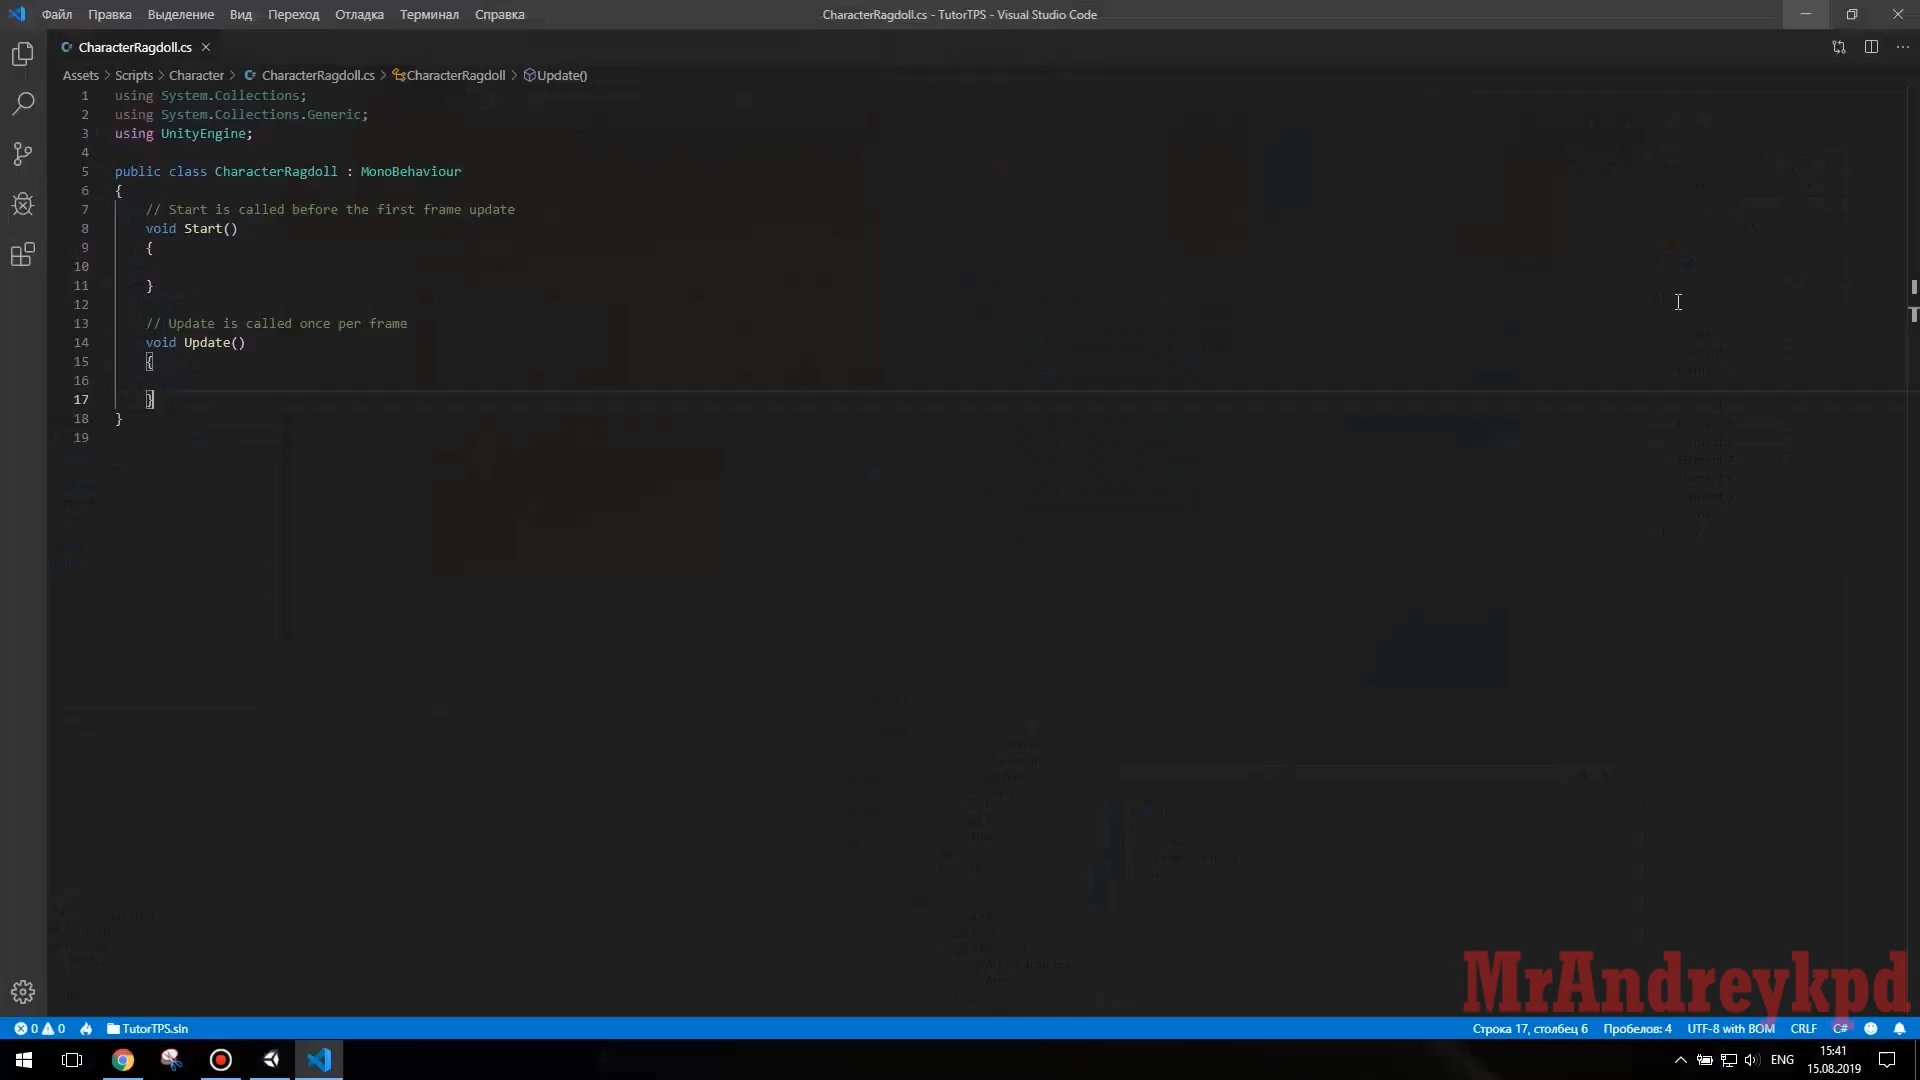 Файл Правка Выделение Вид Переход Отладка Терминал Справка CharacterRagdoll.cs - TutorTPS - Visual Studio Code
CharacterRagdoll.cs
Assets > Scripts > Character > CharacterRagdoll.cs > CharacterRagdoll > Update()
1 using System.Collections;
2 using System.Collections.Generic;
3 using UnityEngine;
4
5 public class CharacterRagdoll : MonoBehaviour
6 {
7 // Start is called before the first frame update
8 void Start()
9 {
10
11 }
12
13 // Update is called once per frame
14 void Update()
15 {
16
17 }
18 }
19
MrAndreykpd
0 0 TutorTPS.sln Строка 17, столбец 6 Пробелов: 4 UTF-8 with BOM CRLF C#
ENG 15:41
15.08.2019